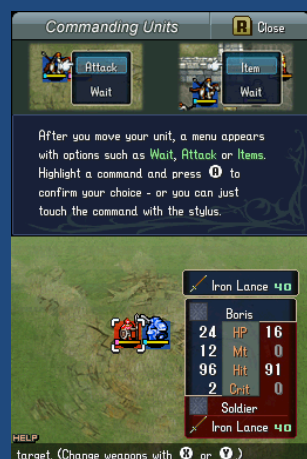 Commanding Units
R Close
Attack
Wait
Item
Wait
After you move your unit, a menu appears
with options such as Wait, Attack or Items.
Highlight a command and press A to
confirm your choice - or you can just
touch the command with the stylus.
Iron Lance 40
Boris
24 HP 16
12 Mt 0
96 Hit 91
2 Crit 0
Soldier
Iron Lance 40
HELP
target. (Change weapons with X or Y.)